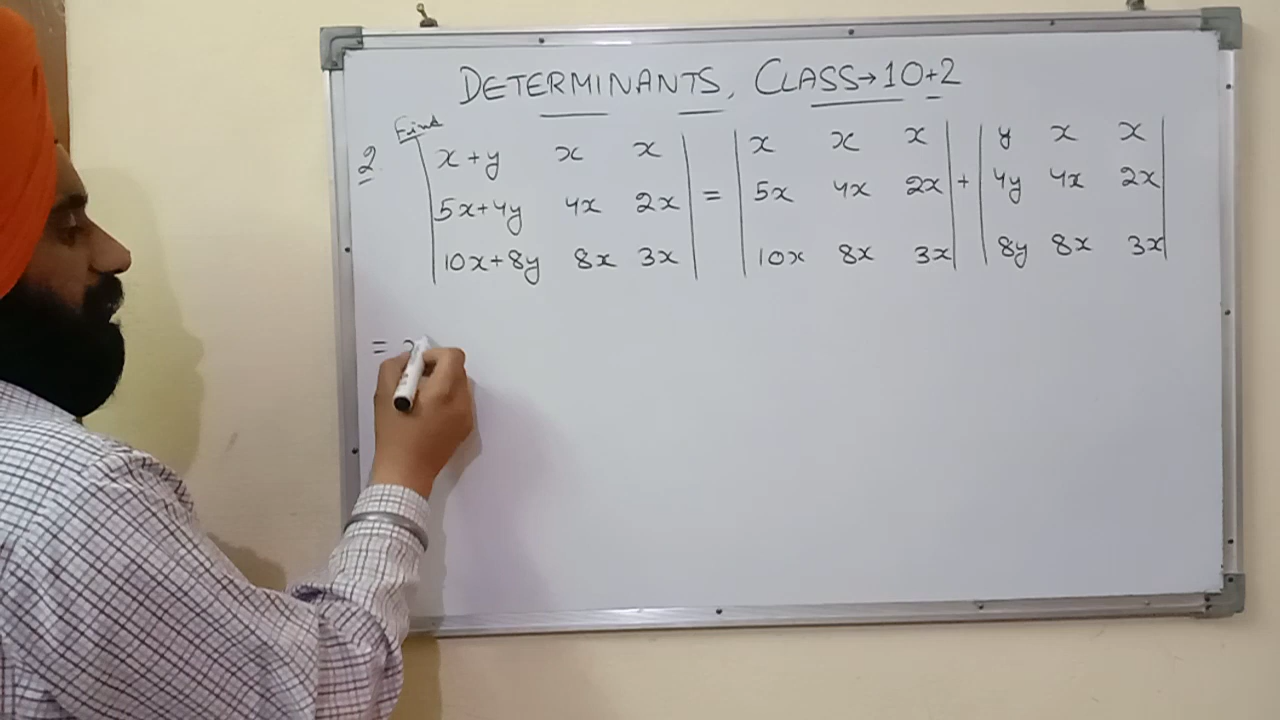 DETERMINANTS, CLASS→10+2
Find
2 | x+y x x | = | x x x | + | y x x |
| 5x+4y 4x 2x | | 5x 4x 2x | | 4y 4x 2x |
| 10x+8y 8x 3x | | 10x 8x 3x | | 8y 8x 3x |
=